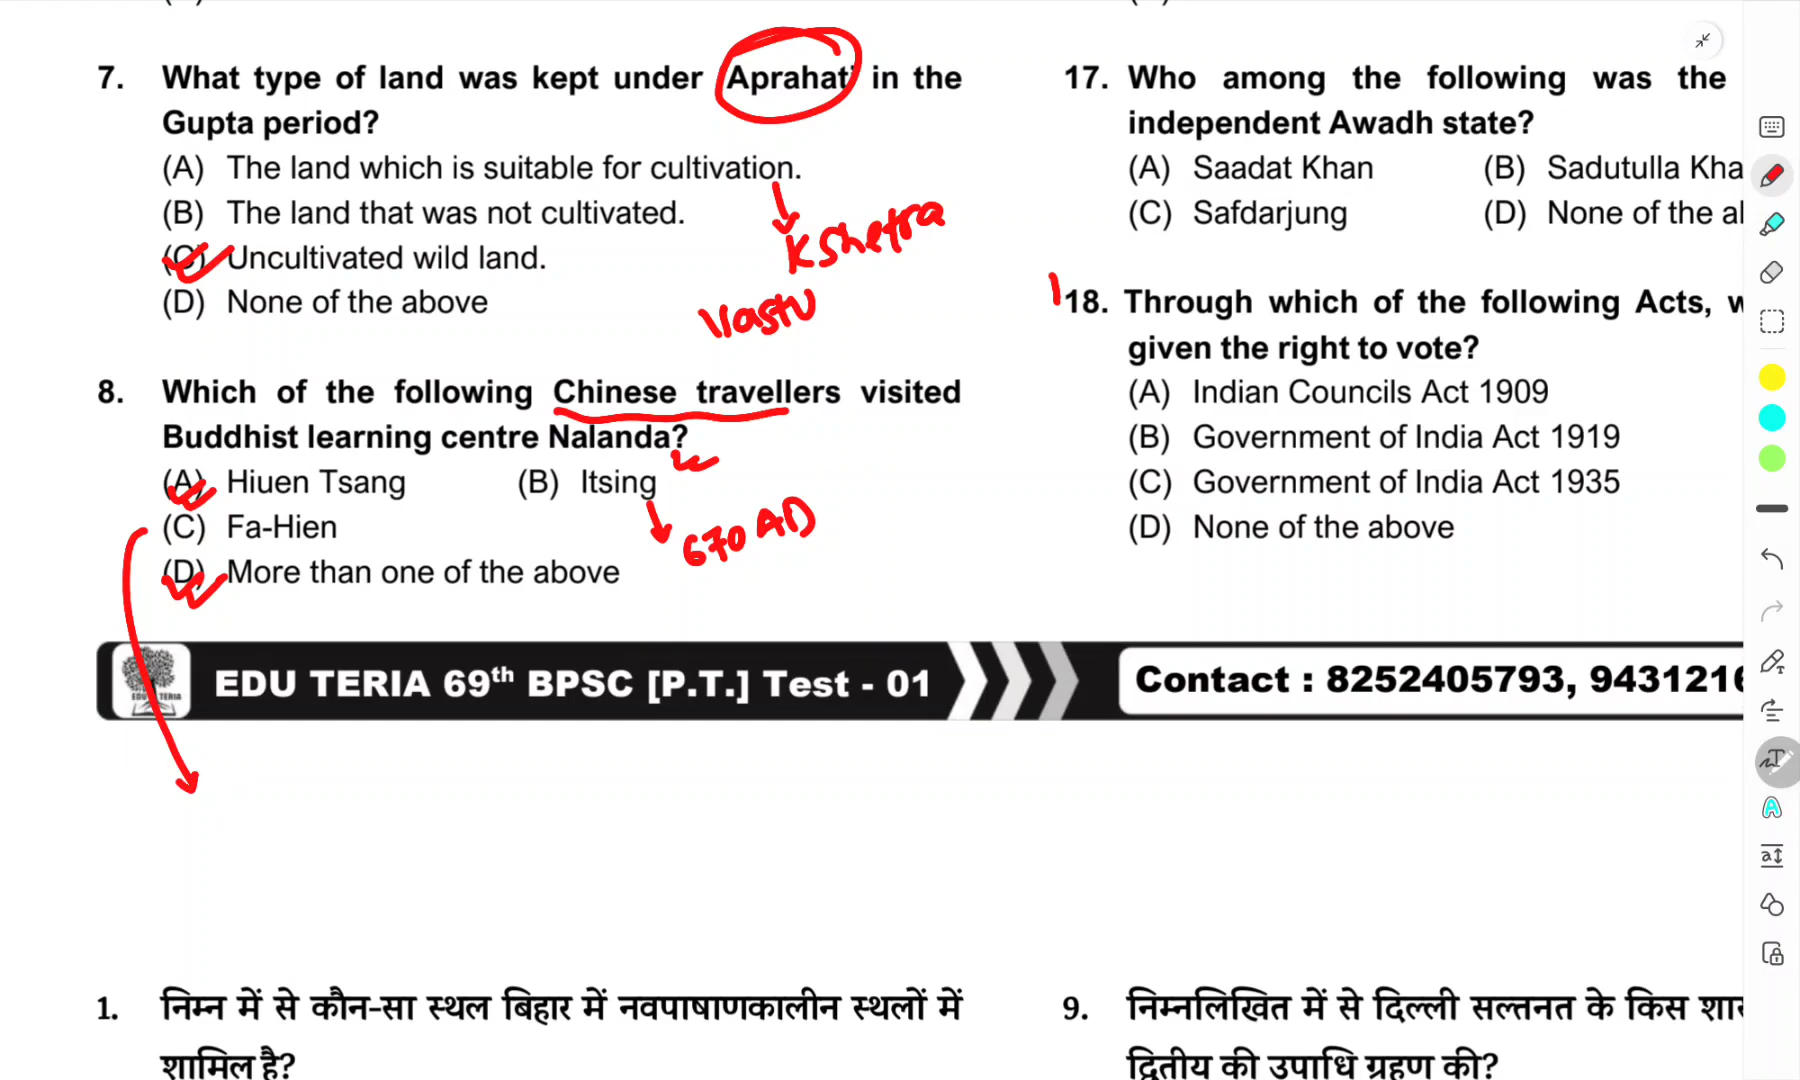 7. What type of land was kept under Aprahat in the
Gupta period?
(A) The land which is suitable for cultivation.
(B) The land that was not cultivated.
(C) Uncultivated wild land.
(D) None of the above
Kshetra
Vastu
8. Which of the following Chinese travellers visited
Buddhist learning centre Nalanda?
(A) Hiuen Tsang (B) Itsing
(C) Fa-Hien
(D) More than one of the above
670 AD
17. Who among the following was the
independent Awadh state?
(A) Saadat Khan (B) Sadutulla Kha
(C) Safdarjung (D) None of the a
18. Through which of the following Acts, w
given the right to vote?
(A) Indian Councils Act 1909
(B) Government of India Act 1919
(C) Government of India Act 1935
(D) None of the above
EDU TERIA
EDU TERIA 69th BPSC [P.T.] Test - 01
Contact : 8252405793, 943121
1. निम्न में से कौन-सा स्थल बिहार में नवपाषाणकालीन स्थलों में
शामिल है?
9. निम्नलिखित में से दिल्ली सल्तनत के किस शा
द्वितीय की उपाधि ग्रहण की?